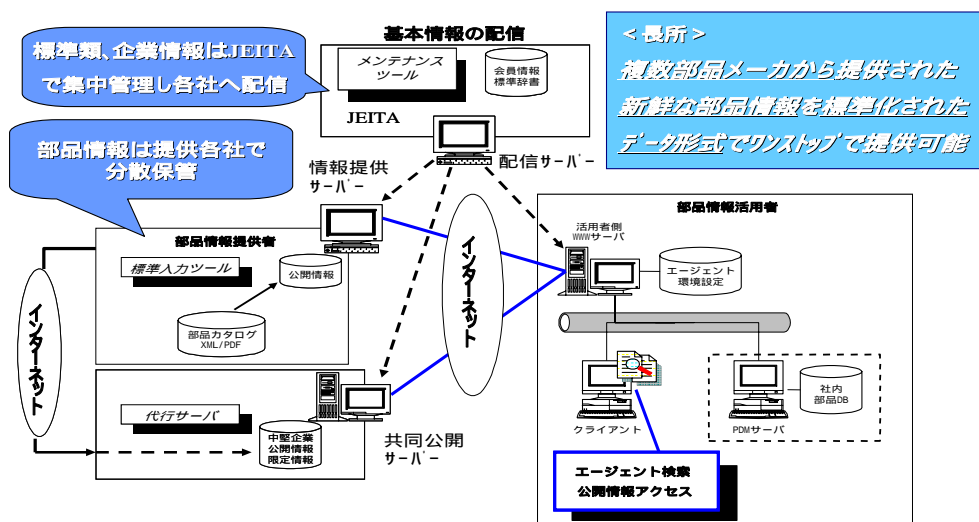 標準類、企業情報はJEITA
で集中管理し各社へ配信
基本情報の配信
メンテナンス
ツール
会員情報
標準辞書
JEITA
<長所>
複数部品メーカから提供された
新鮮な部品情報を標準化された
データ形式でワンストップで提供可能
部品情報は提供各社で
分散保管
情報提供
サーバー
配信サーバー
部品情報提供者
標準入力ツール
公開情報
部品カタログ
XML/PDF
インターネット
インターネット
部品情報活用者
活用者側
WWWサーバ
エージェント
環境設定
代行サーバ
中堅企業
公開情報
限定情報
共同公開
サーバー
クライアント
PDMサーバ
社内
部品DB
エージェント検索
公開情報アクセス